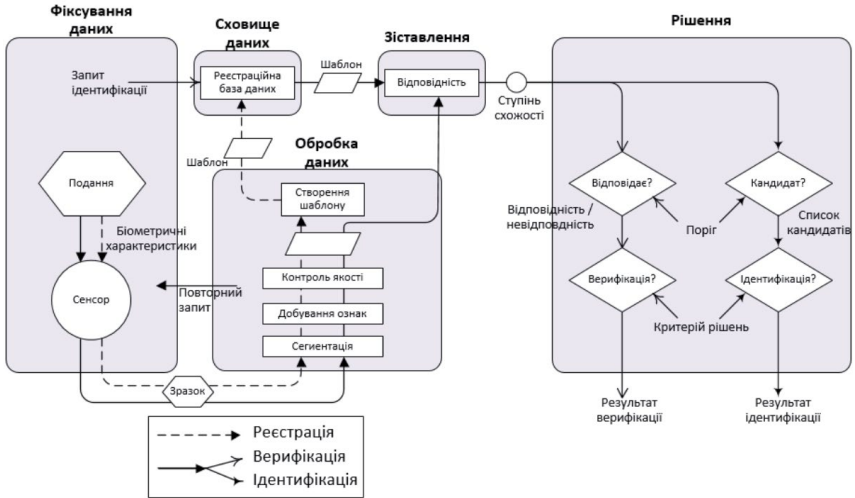 Фіксування
даних
Сховище
даних
Зіставлення
Рішення
Запит
ідентифікації
Реєстраційна
база даних
Шаблон
Відповідність
Ступінь
схожості
Шаблон
Обробка
даних
Подання
Біометричні
характеристики
Сенсор
Повторний
запит
Створення
шаблону
Контроль якості
Добування ознак
Сегиентація
Зразок
Відповідає?
Кандидат?
Відповідність /
невідповдність
Поріг
Список
кандидатів
Верифікація?
Ідентифікація?
Критерій рішень
Результат
верифікації
Результат
ідентифікації
Реєстрація
Верифікація
Ідентифікація